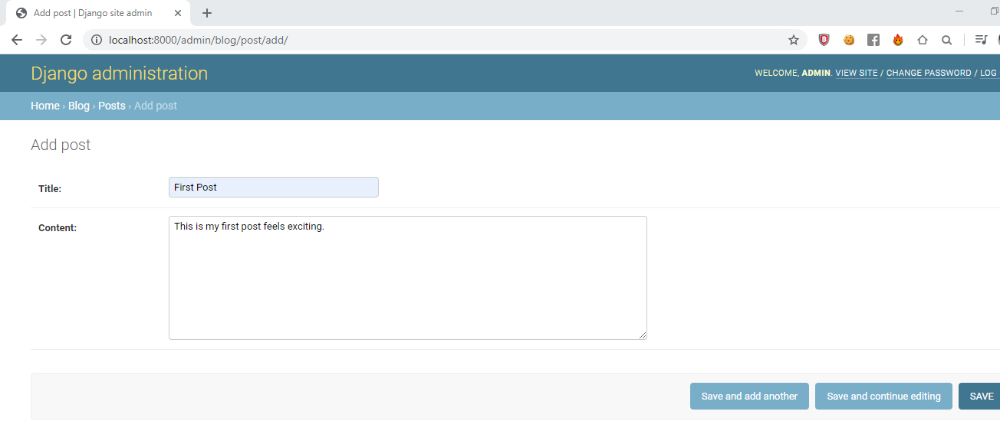 Add post | Django site admin
localhost:8000/admin/blog/post/add/
Django administration
WELCOME, ADMIN. VIEW SITE / CHANGE PASSWORD / LOG
Home › Blog › Posts › Add post
Add post
Title:
First Post
Content:
This is my first post feels exciting.
Save and add another
Save and continue editing
SAVE